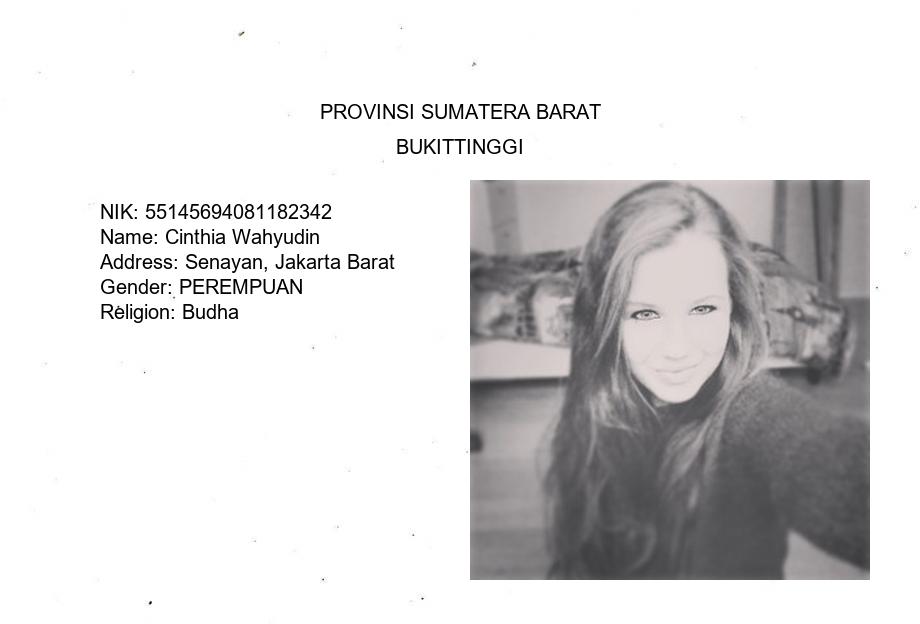 PROVINSI SUMATERA BARAT
BUKITTINGGI
NIK: 55145694081182342
Name: Cinthia Wahyudin
Address: Senayan, Jakarta Barat
Gender: PEREMPUAN
Religion: Budha